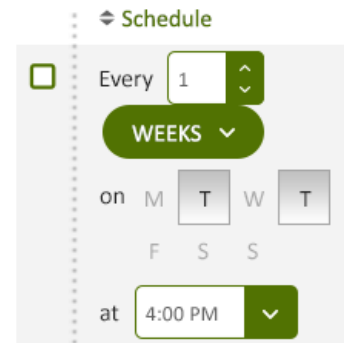 Schedule
Every 1
WEEKS
on M T W T
F S S
at 4:00 PM